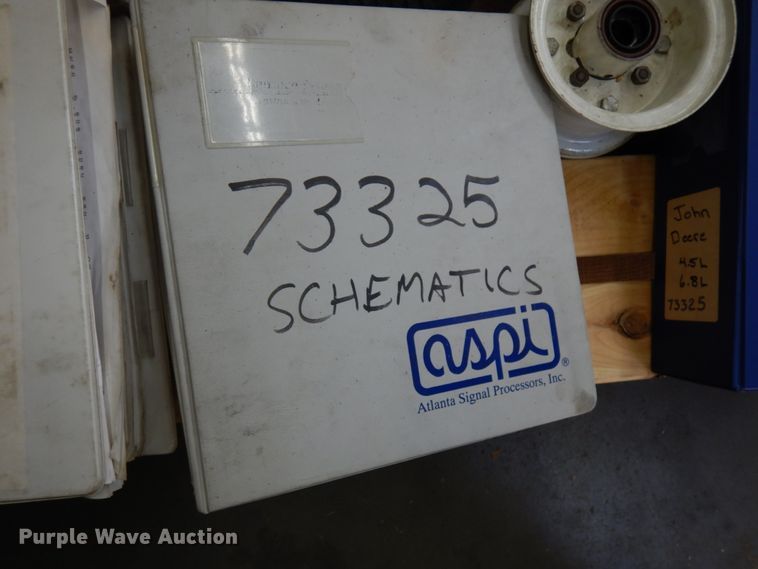 73325
SCHEMATICS
aspi®
Atlanta Signal Processors, Inc.
John
Deere
4.5L
6.8L
73325
Purple Wave Auction